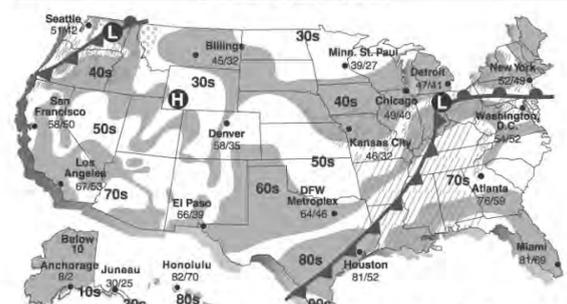 Seattle
51/42
L
Billings
45/32
30s
Minn. St. Paul
39/27
Detroit
47/41
New York
52/49
40s
30s
H
40s
Chicago
49/40
L
Washington,
D.C.
54/52
San
Francisco
58/50
50s
Denver
58/35
Kansas City
46/32
50s
Los
Angeles
67/53
70s
60s
DFW
Metroplex
64/46
70s
Atlanta
76/59
El Paso
66/39
80s
Houston
81/52
Miami
81/69
Below
10
Anchorage
8/2
10s
Juneau
30/25
Honolulu
82/70
80s